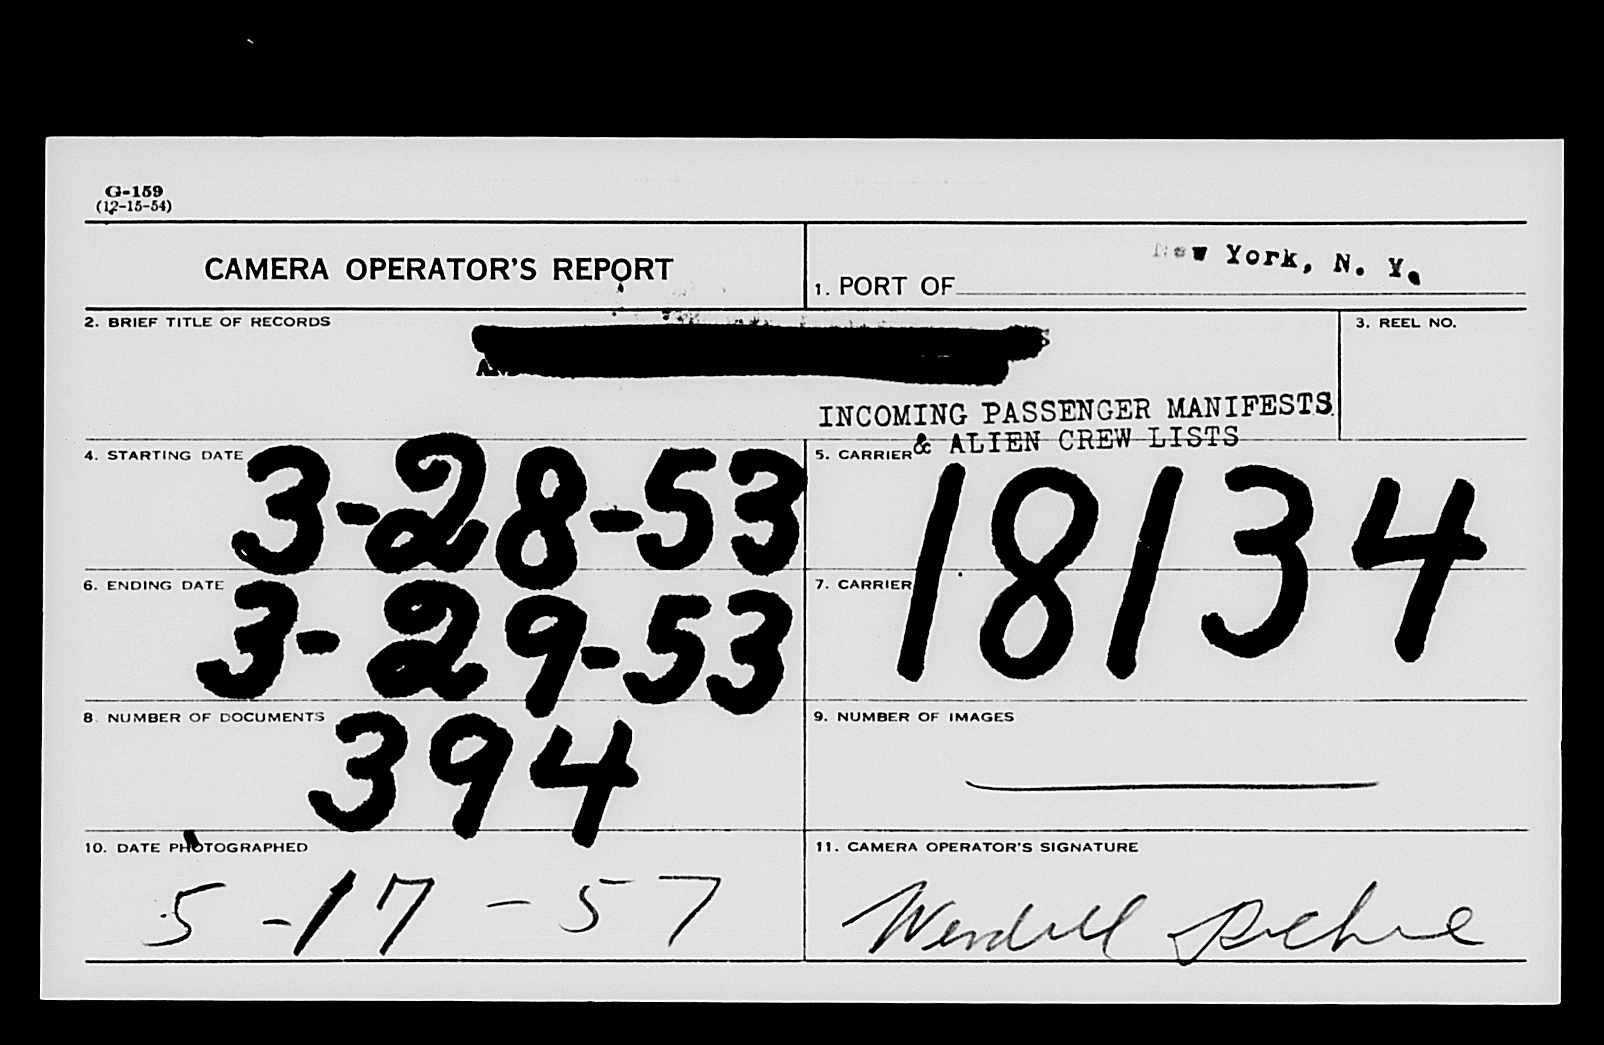 G-159
(12-15-54)
CAMERA OPERATOR'S REPORT
1. PORT OF New York, N. Y.
2. BRIEF TITLE OF RECORDS
3. REEL NO.
INCOMING PASSENGER MANIFESTS
& ALIEN CREW LISTS
4. STARTING DATE 3-28-53
5. CARRIER
18134
6. ENDING DATE 3-29-53
7. CARRIER
8. NUMBER OF DOCUMENTS 394
9. NUMBER OF IMAGES
10. DATE PHOTOGRAPHED
5-17-57
11. CAMERA OPERATOR'S SIGNATURE
Wendell